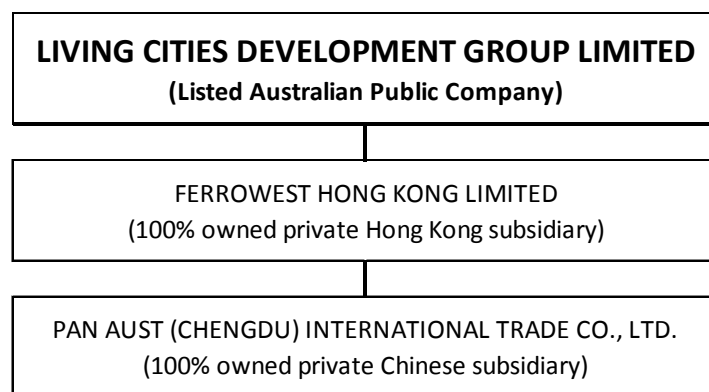 LIVING CITIES DEVELOPMENT GROUP LIMITED
(Listed Australian Public Company)
FERROWEST HONG KONG LIMITED
(100% owned private Hong Kong subsidiary)
PAN AUST (CHENGDU) INTERNATIONAL TRADE CO., LTD.
(100% owned private Chinese subsidiary)